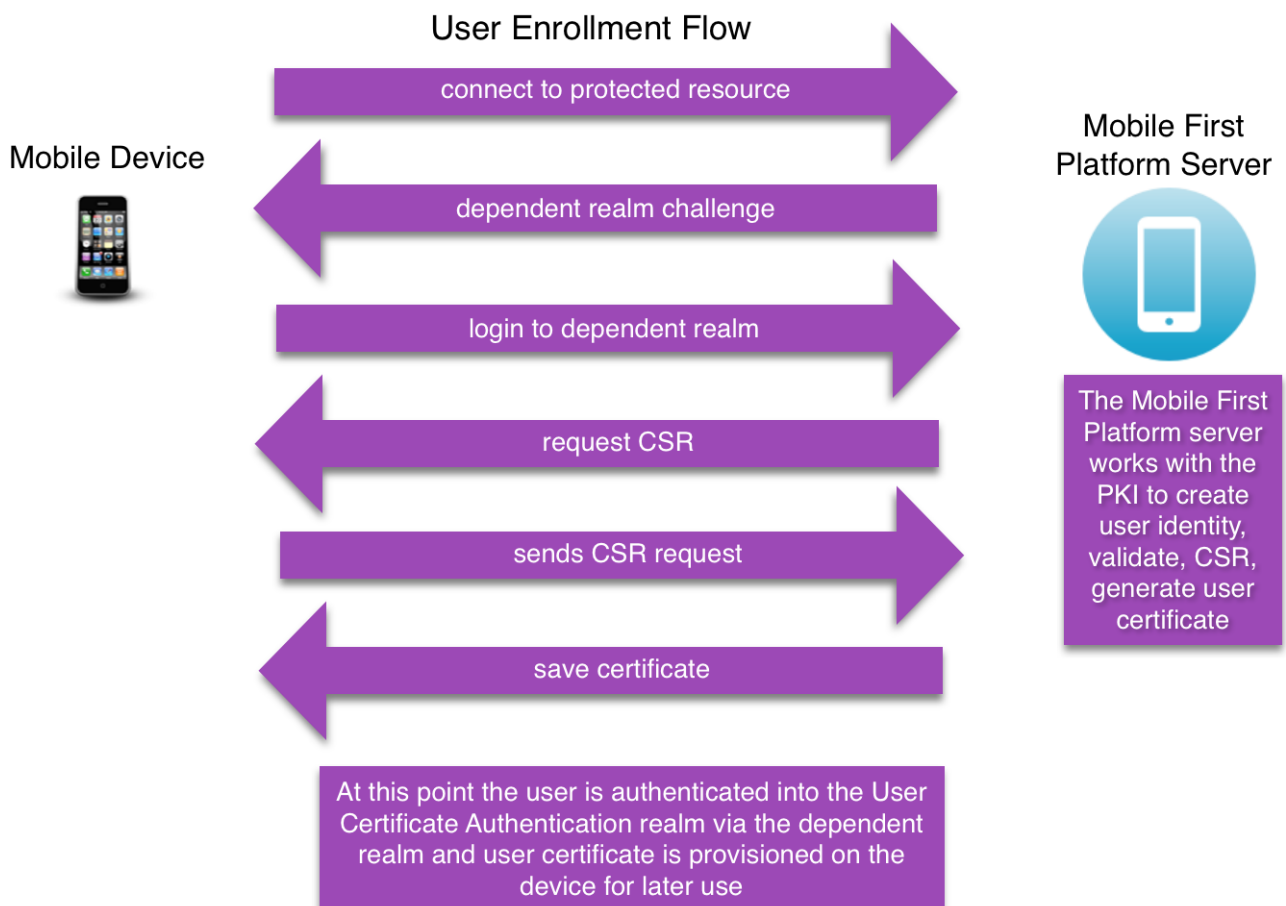 User Enrollment Flow
connect to protected resource
Mobile Device
Mobile First
Platform Server
dependent realm challenge
login to dependent realm
request CSR
sends CSR request
save certificate
The Mobile First
Platform server
works with the
PKI to create
user identity,
validate, CSR,
generate user
certificate
At this point the user is authenticated into the User
Certificate Authentication realm via the dependent
realm and user certificate is provisioned on the
device for later use